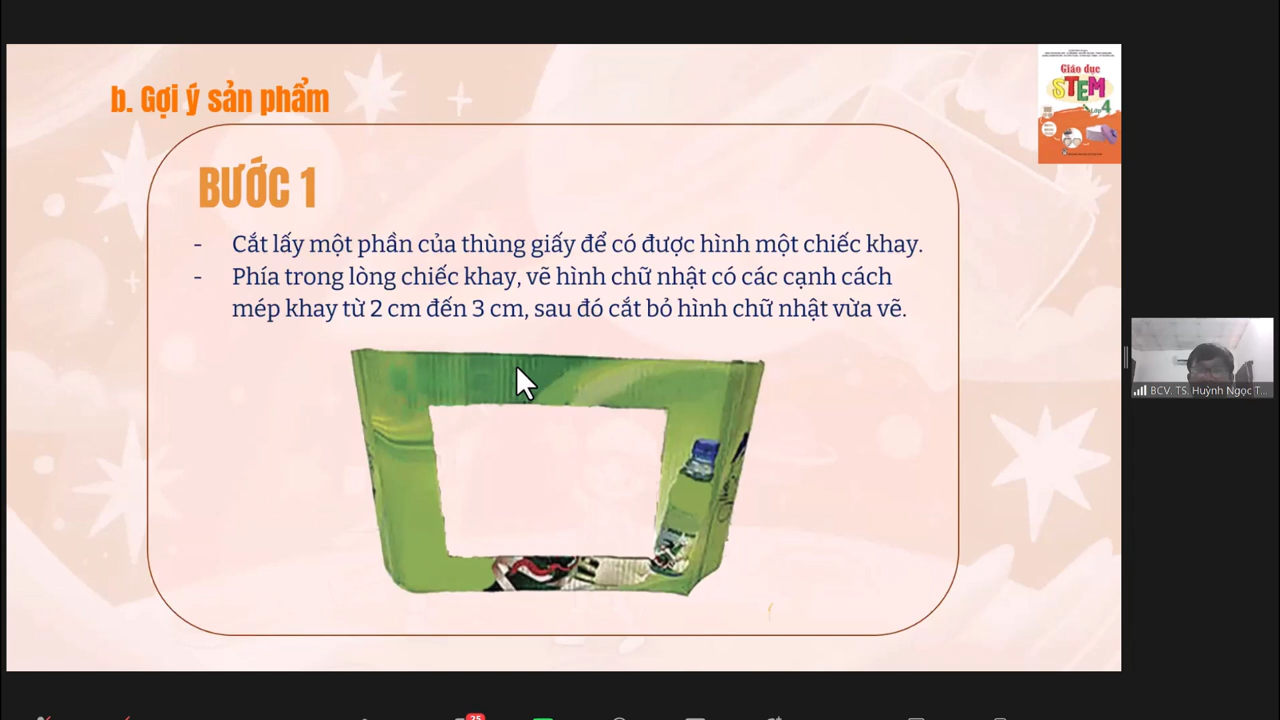 b. Gợi ý sản phẩm
Giáo dục
STEM
Lớp 4
BƯỚC 1
- Cắt lấy một phần của thùng giấy để có được hình một chiếc khay.
- Phía trong lòng chiếc khay, vẽ hình chữ nhật có các cạnh cách
mép khay từ 2 cm đến 3 cm, sau đó cắt bỏ hình chữ nhật vừa vẽ.
BCV. TS. Huỳnh Ngọc T...
25